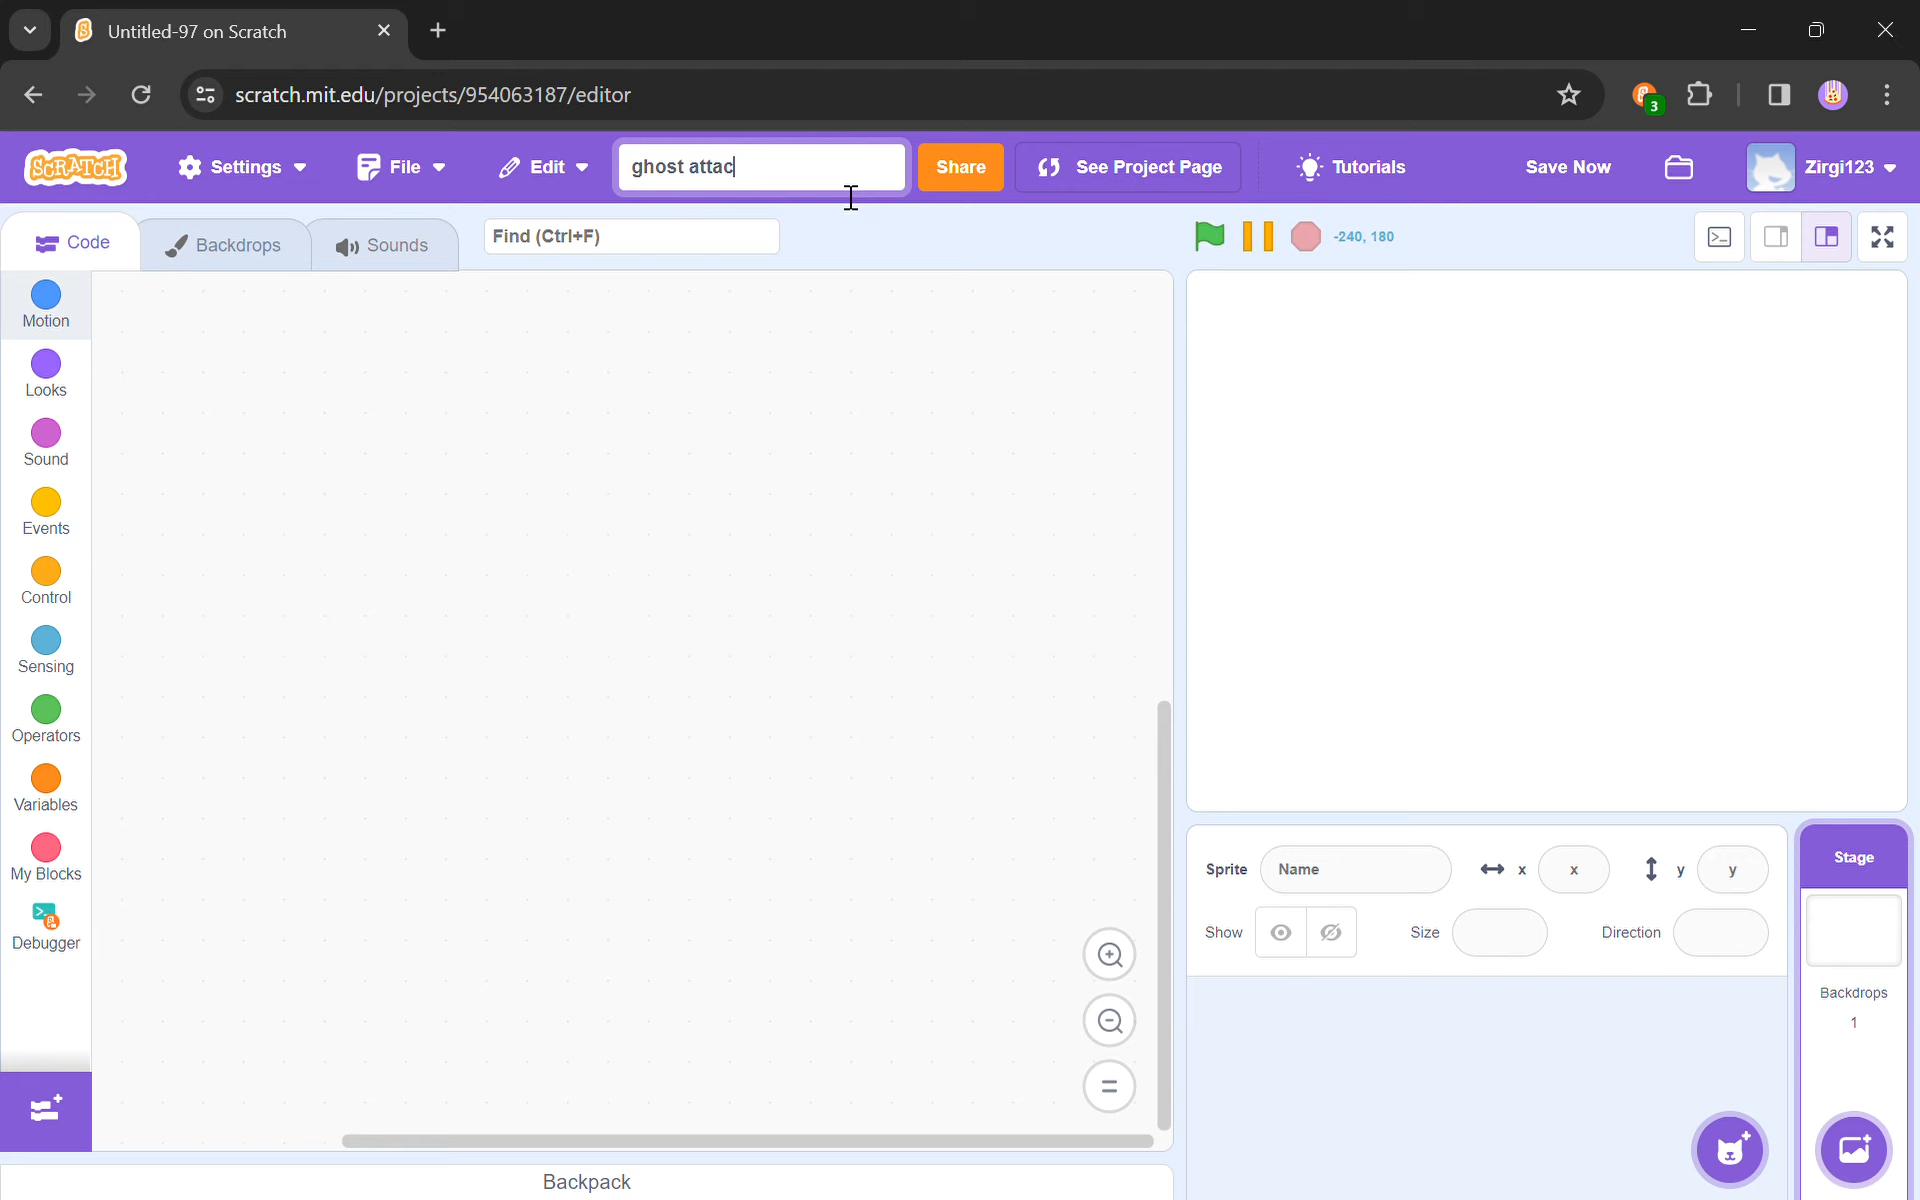 Untitled-97 on Scratch
scratch.mit.edu/projects/954063187/editor
3
SCRATCH
Settings
File
Edit
ghost attac
Share
See Project Page
Tutorials
Save Now
Zirgi123
Code
Backdrops
Sounds
Find (Ctrl+F)
-240, 180
Motion
Looks
Sound
Events
Control
Sensing
Operators
Variables
My Blocks
Debugger
Sprite
Name
x
x
y
y
Show
Size
Direction
Stage
Backdrops
1
Backpack